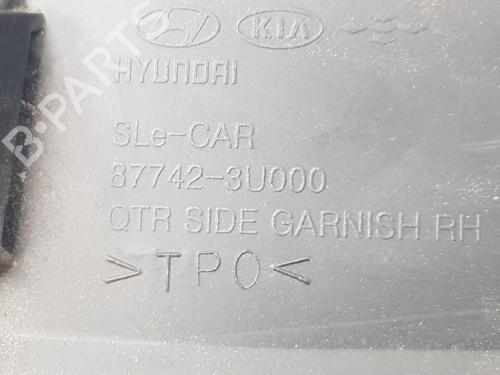 KIA
HYUNDAI
SLe-CAR
87742-3U000
QTR SIDE GARNISH RH
>TPO<
B-PARTS